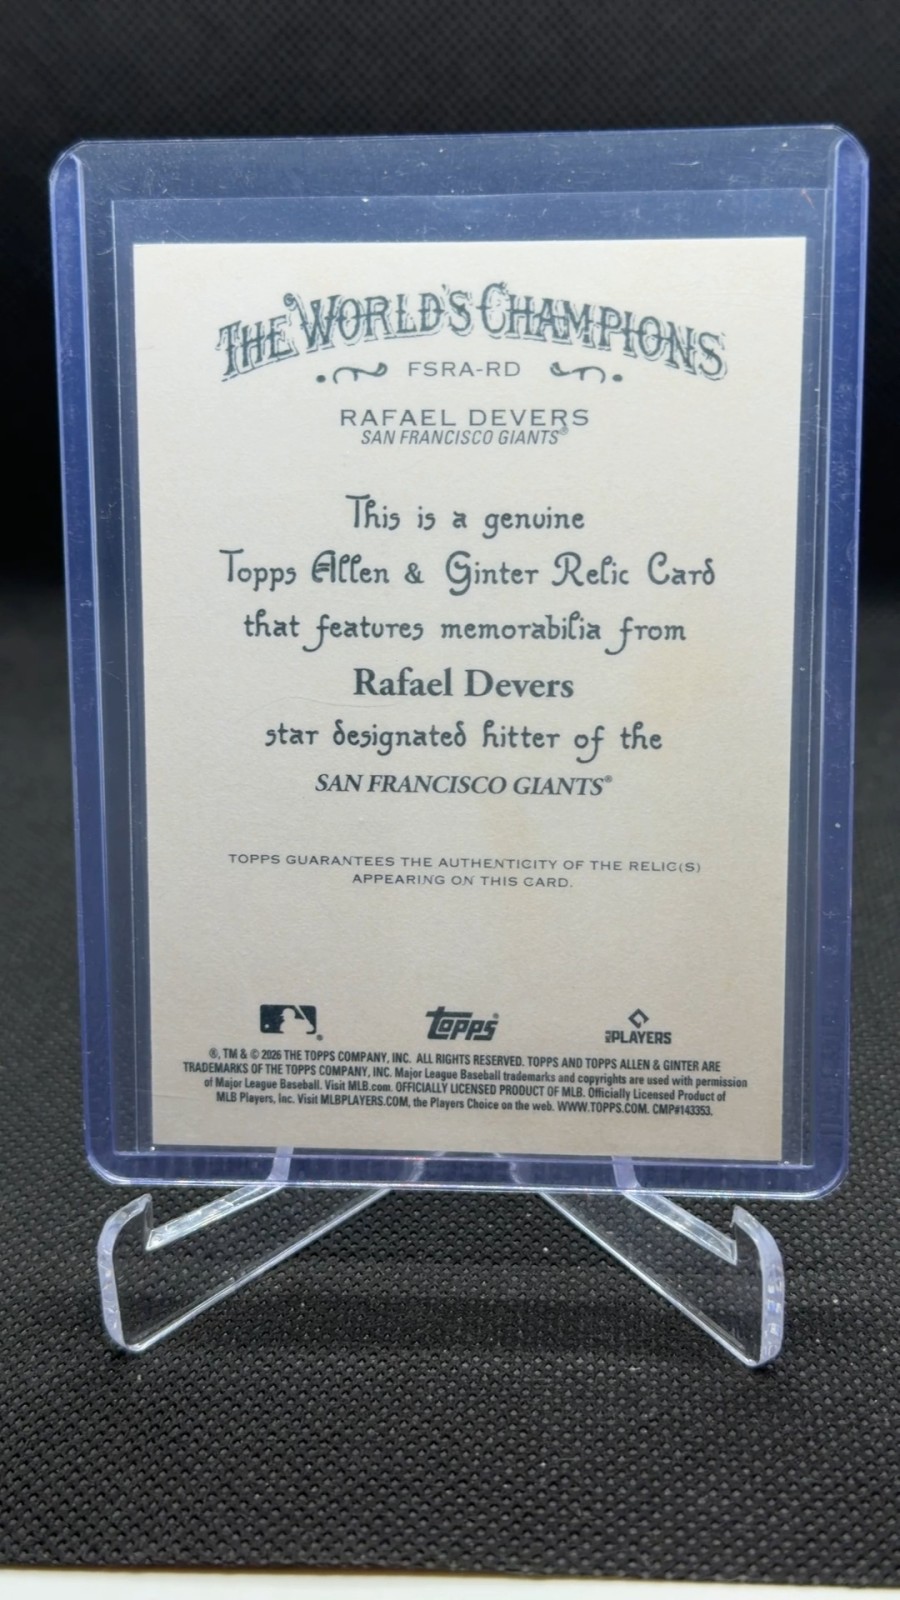 THE WORLD'S CHAMPIONS
FSRA-RD
RAFAEL DEVERS
SAN FRANCISCO GIANTS®
This is a genuine
Topps Allen & Ginter Relic Card
that features memorabilia from
Rafael Devers
star designated hitter of the
SAN FRANCISCO GIANTS®
TOPPS GUARANTEES THE AUTHENTICITY OF THE RELIC(S)
APPEARING ON THIS CARD.
topps® PLAYERS
®, TM & © 2026 THE TOPPS COMPANY, INC. ALL RIGHTS RESERVED. TOPPS AND TOPPS ALLEN & GINTER ARE
TRADEMARKS OF THE TOPPS COMPANY, INC. Major League Baseball trademarks and copyrights are used with permission
of Major League Baseball. Visit MLB.com. OFFICIALLY LICENSED PRODUCT OF MLB. Officially Licensed Product of
MLB Players, Inc. Visit MLBPLAYERS.COM, the Players Choice on the web. WWW.TOPPS.COM. CMP#143353.